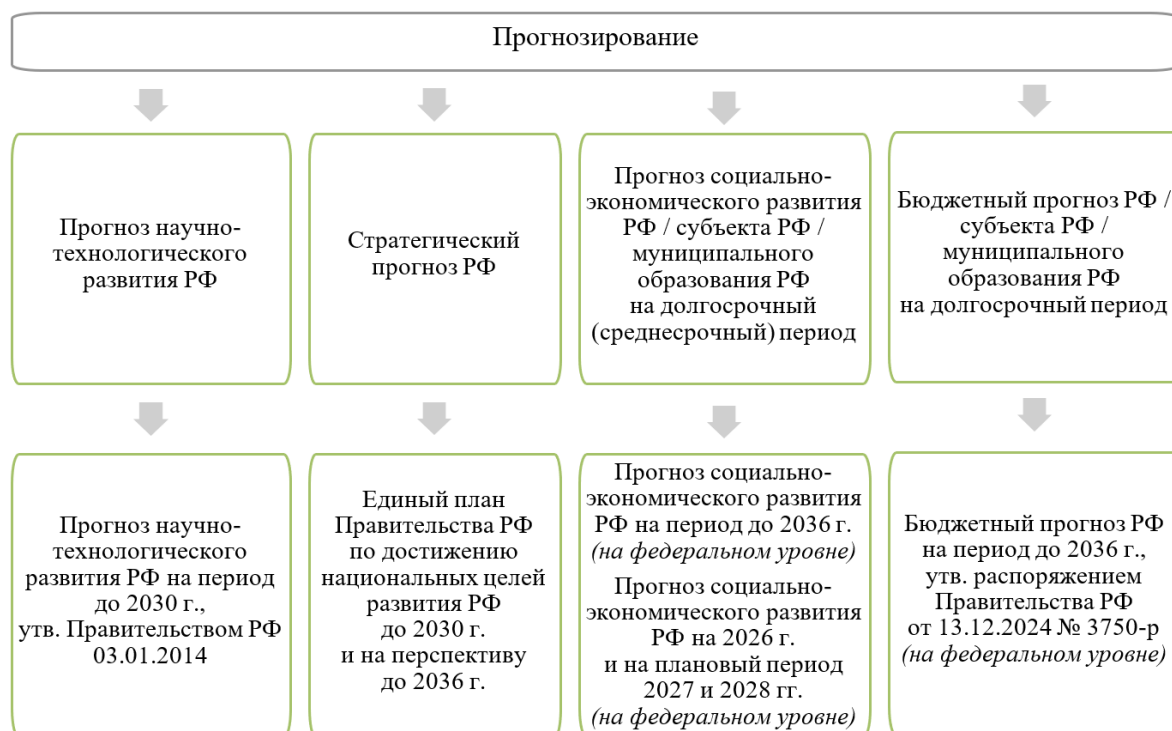 Прогнозирование
Прогноз научно-
технологического
развития РФ
Стратегический
прогноз РФ
Прогноз социально-
экономического развития
РФ / субъекта РФ /
муниципального
образования РФ
на долгосрочный
(среднесрочный) период
Бюджетный прогноз РФ /
субъекта РФ /
муниципального
образования РФ
на долгосрочный период
Прогноз научно-
технологического
развития РФ на период
до 2030 г.,
утв. Правительством РФ
03.01.2014
Единый план
Правительства РФ
по достижению
национальных целей
развития РФ
до 2030 г.
и на перспективу
до 2036 г.
Прогноз социально-
экономического развития
РФ на период до 2036 г.
(на федеральном уровне)
Прогноз социально-
экономического развития
РФ на 2026 г.
и на плановый период
2027 и 2028 гг.
(на федеральном уровне)
Бюджетный прогноз РФ
на период до 2036 г.,
утв. распоряжением
Правительства РФ
от 13.12.2024 № 3750-р
(на федеральном уровне)